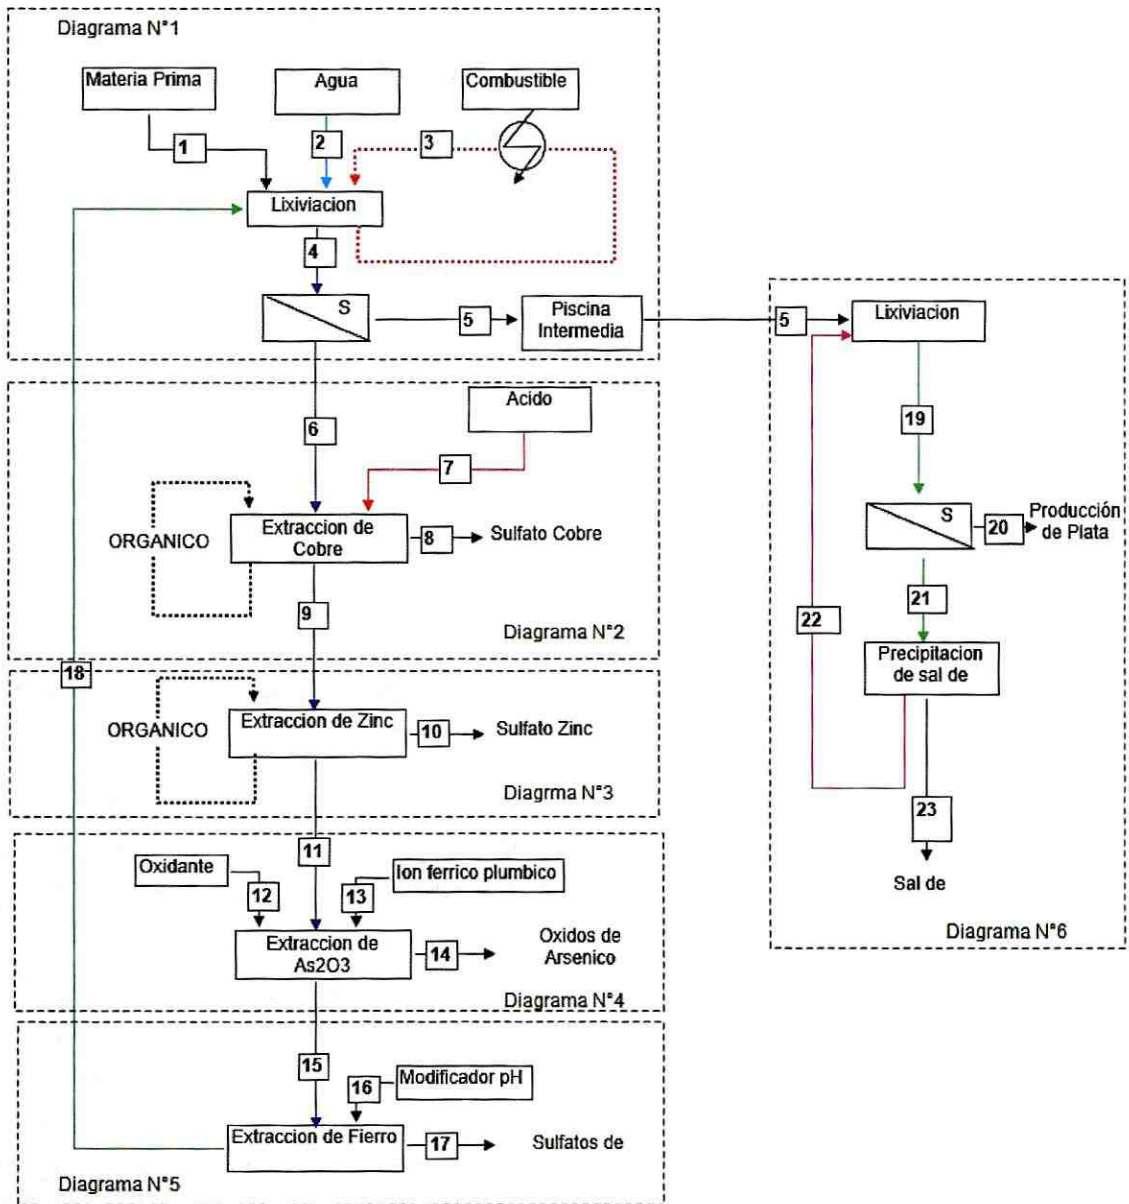 Diagrama N°1
Materia Prima
Agua
Combustible
1
2
3
Lixiviacion
4
S
5
Piscina
Intermedia
5
Lixiviacion
Acido
6
7
19
ORGANICO
Extraccion de
Cobre
8
Sulfato Cobre
S
20
Producción
de Plata
9
21
22
Diagrama N°2
Precipitacion
de sal de
18
ORGANICO
Extraccion de Zinc
10
Sulfato Zinc
Diagrma N°3
23
11
Sal de
Oxidante
Ion ferrico plumbico
12
13
Diagrama N°6
Extraccion de
As2O3
14
Oxidos de
Arsenico
Diagrama N°4
15
16
Modificador pH
Extraccion de Fierro
17
Sulfatos de
Diagrama N°5